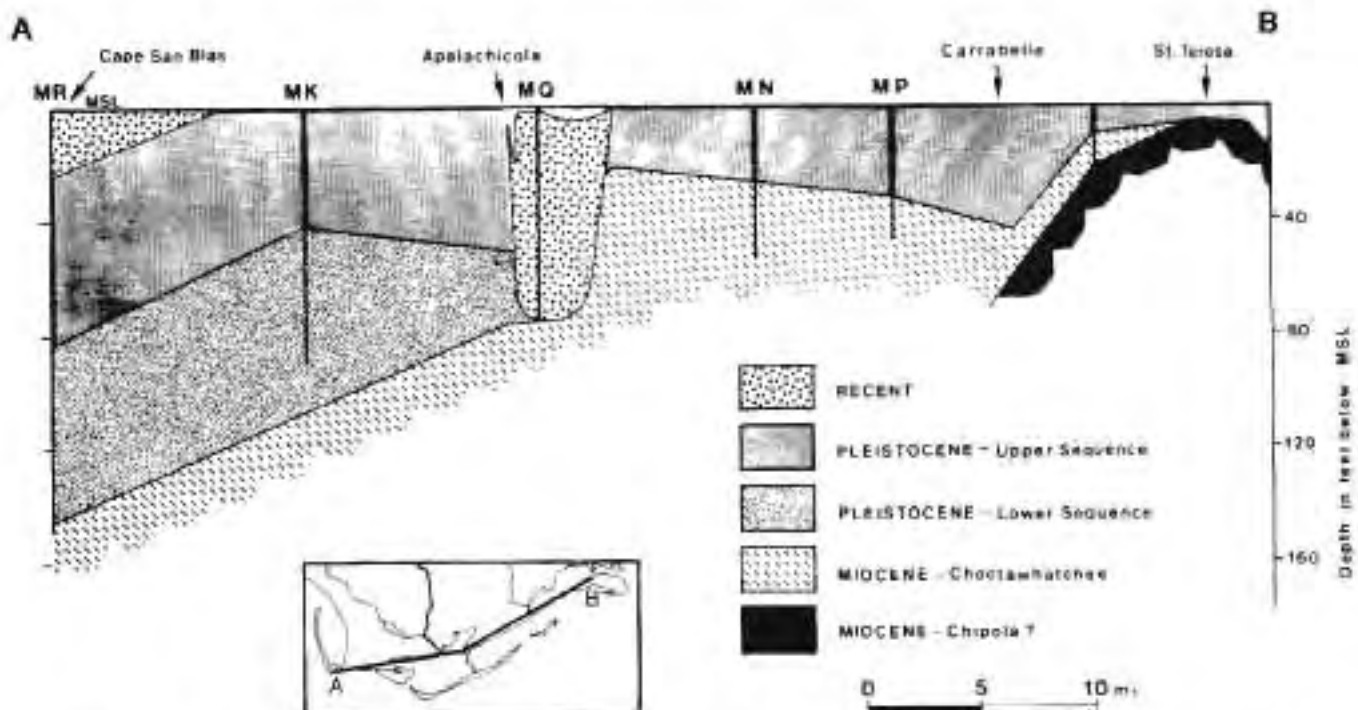 A
B
Cape San Blas
Apalachicola
Carrabelle
St. Teresa
MR
MSL
MK
MQ
MN
MP
40
80
120
160
Depth in feet below MSL
RECENT
PLEISTOCENE - Upper Sequence
PLEISTOCENE - Lower Sequence
MIOCENE - Choctawhatchee
MIOCENE - Chipola ?
A
B
0 5 10 mi